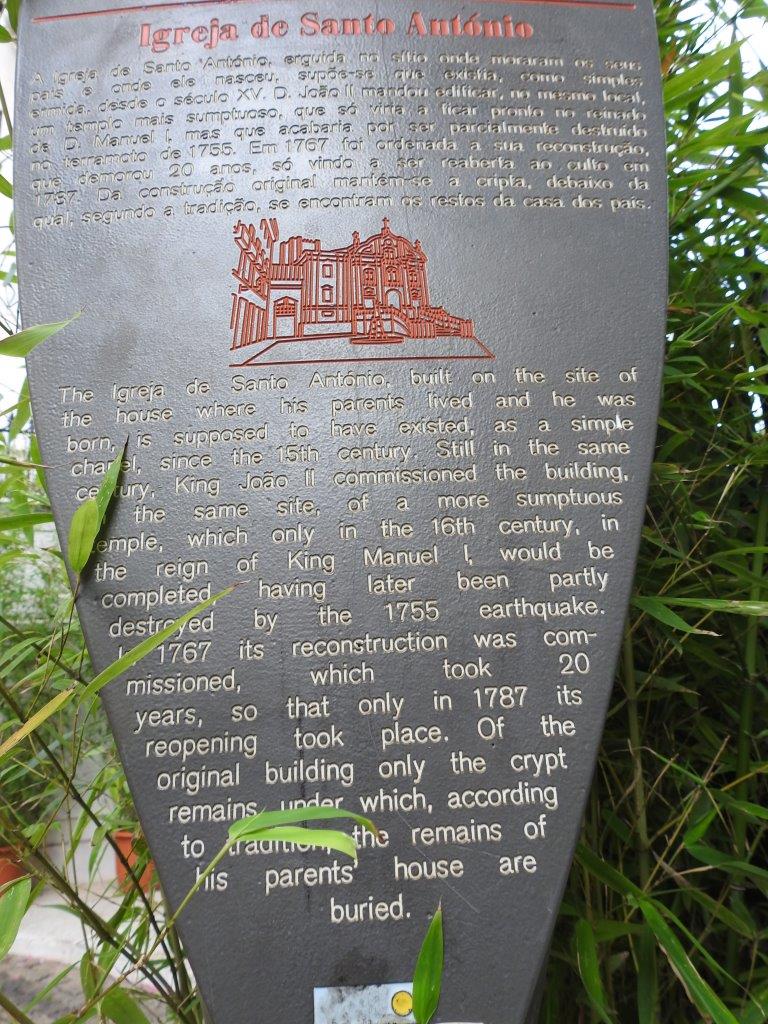 Igreja de Santo António
A Igreja de Santo António, erguida no sítio onde moraram os seus
pais e onde ele nasceu, supõe-se que existia, como simples
ermida, desde o século XV. D. João II mandou edificar, no mesmo local,
um templo mais sumptuoso, que só viria a ficar pronto no reinado
de D. Manuel I, mas que acabaria por ser parcialmente destruído
no terramoto de 1755. Em 1767 foi ordenada a sua reconstrução,
que demorou 20 anos, só vindo a ser reaberta ao culto em
1787. Da construção original mantém-se a cripta, debaixo da
qual, segundo a tradição, se encontram os restos da casa dos pais.
The Igreja de Santo António, built on the site of
the house where his parents lived and he was
born, is supposed to have existed, as a simple
chapel, since the 15th century. Still in the same
century, King João II commissioned the building,
the same site, of a more sumptuous
temple, which only in the 16th century, in
the reign of King Manuel I, would be
completed, having later been partly
destroyed by the 1755 earthquake.
In 1767 its reconstruction was com-
missioned, which took 20
years, so that only in 1787 its
reopening took place. Of the
original building only the crypt
remains, under which, according
to tradition, the remains of
his parents' house are
buried.